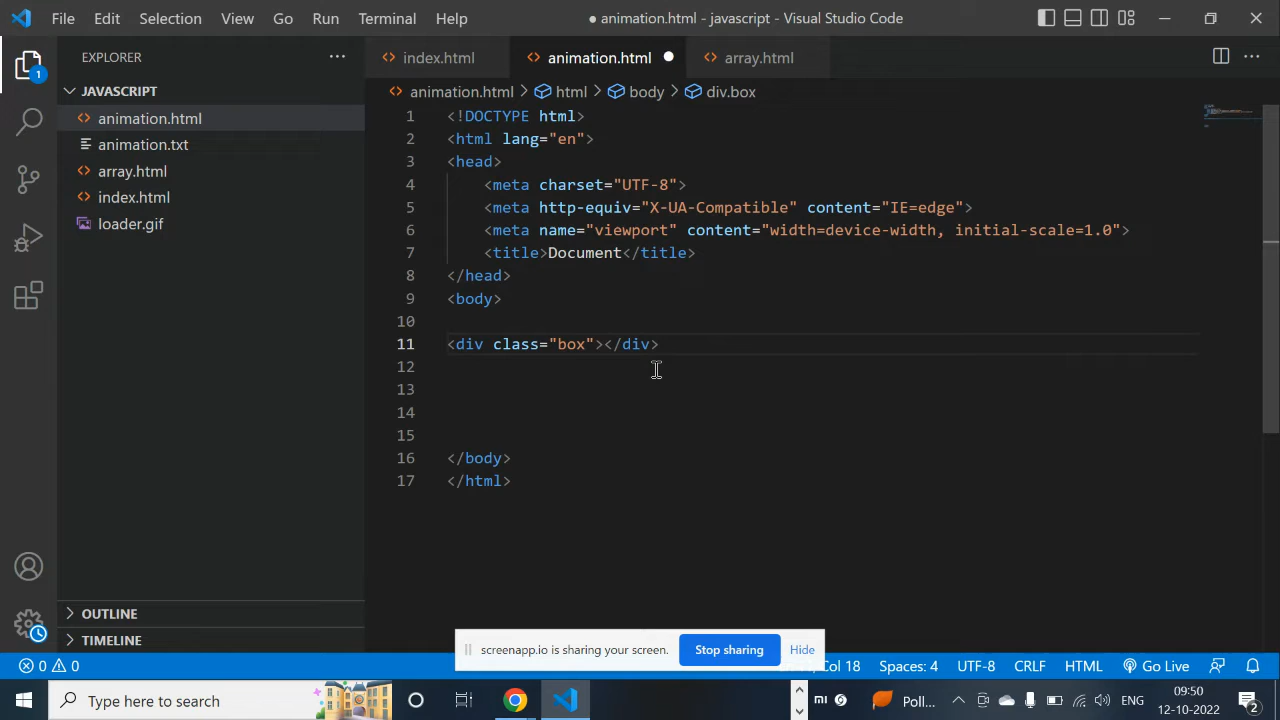 File Edit Selection View Go Run Terminal Help
● animation.html - javascript - Visual Studio Code
EXPLORER
JAVASCRIPT
animation.html
animation.txt
array.html
index.html
loader.gif
OUTLINE
TIMELINE
1
index.html animation.html array.html
animation.html > html > body > div.box
1 <!DOCTYPE html>
2 <html lang="en">
3 <head>
4 <meta charset="UTF-8">
5 <meta http-equiv="X-UA-Compatible" content="IE=edge">
6 <meta name="viewport" content="width=device-width, initial-scale=1.0">
7 <title>Document</title>
8 </head>
9 <body>
10
11 <div class="box"></div>
12
13
14
15
16 </body>
17 </html>
screenapp.io is sharing your screen. Stop sharing Hide
0 0 Col 18 Spaces: 4 UTF-8 CRLF HTML Go Live
Type here to search
mi Poll... ENG
09:50
12-10-2022
2